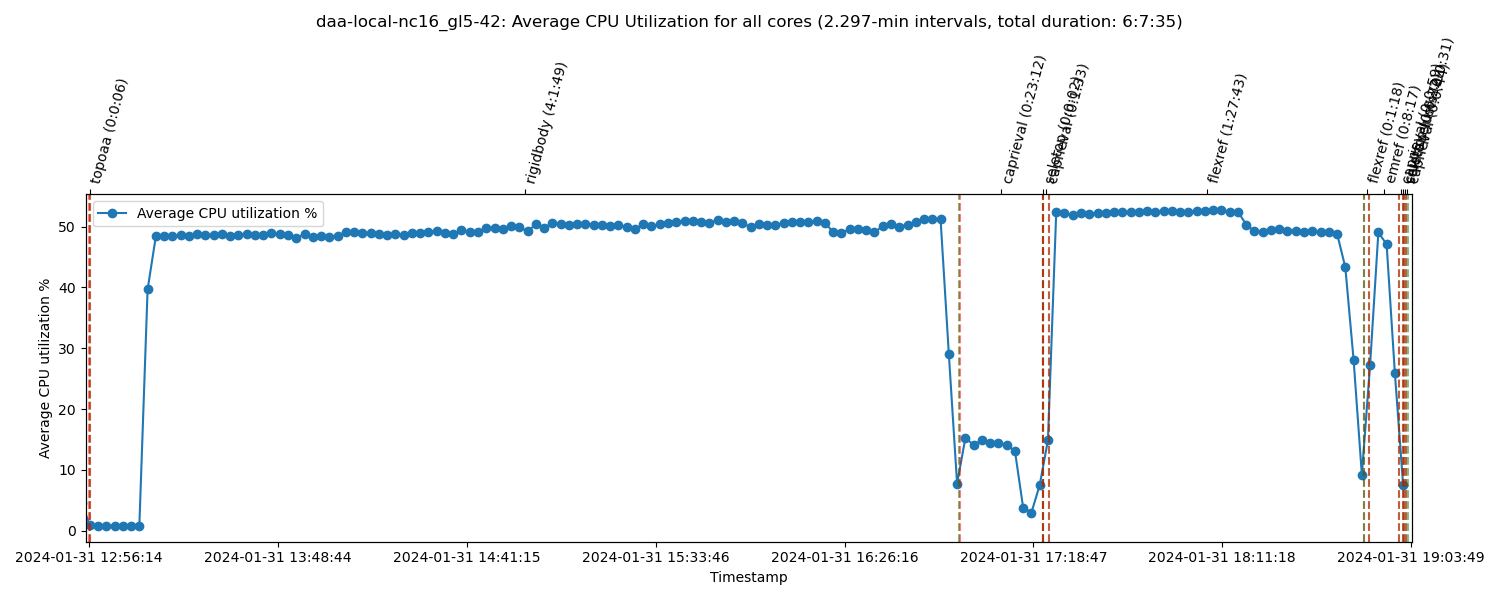 daa-local-nc16_gl5-42: Average CPU Utilization for all cores (2.297-min intervals, total duration: 6:7:35)
topoaa (0:0:06)
rigidbody (4:1:49)
caprieval (0:23:12)
caprieval (0:1:33)
flexref (1:27:43)
flexref (0:1:18)
emref (0:8:17)
Average CPU utilization %
Average CPU utilization %
50
40
30
20
10
0
2024-01-31 12:56:14
2024-01-31 13:48:44
2024-01-31 14:41:15
2024-01-31 15:33:46
2024-01-31 16:26:16
2024-01-31 17:18:47
2024-01-31 18:11:18
2024-01-31 19:03:49
Timestamp